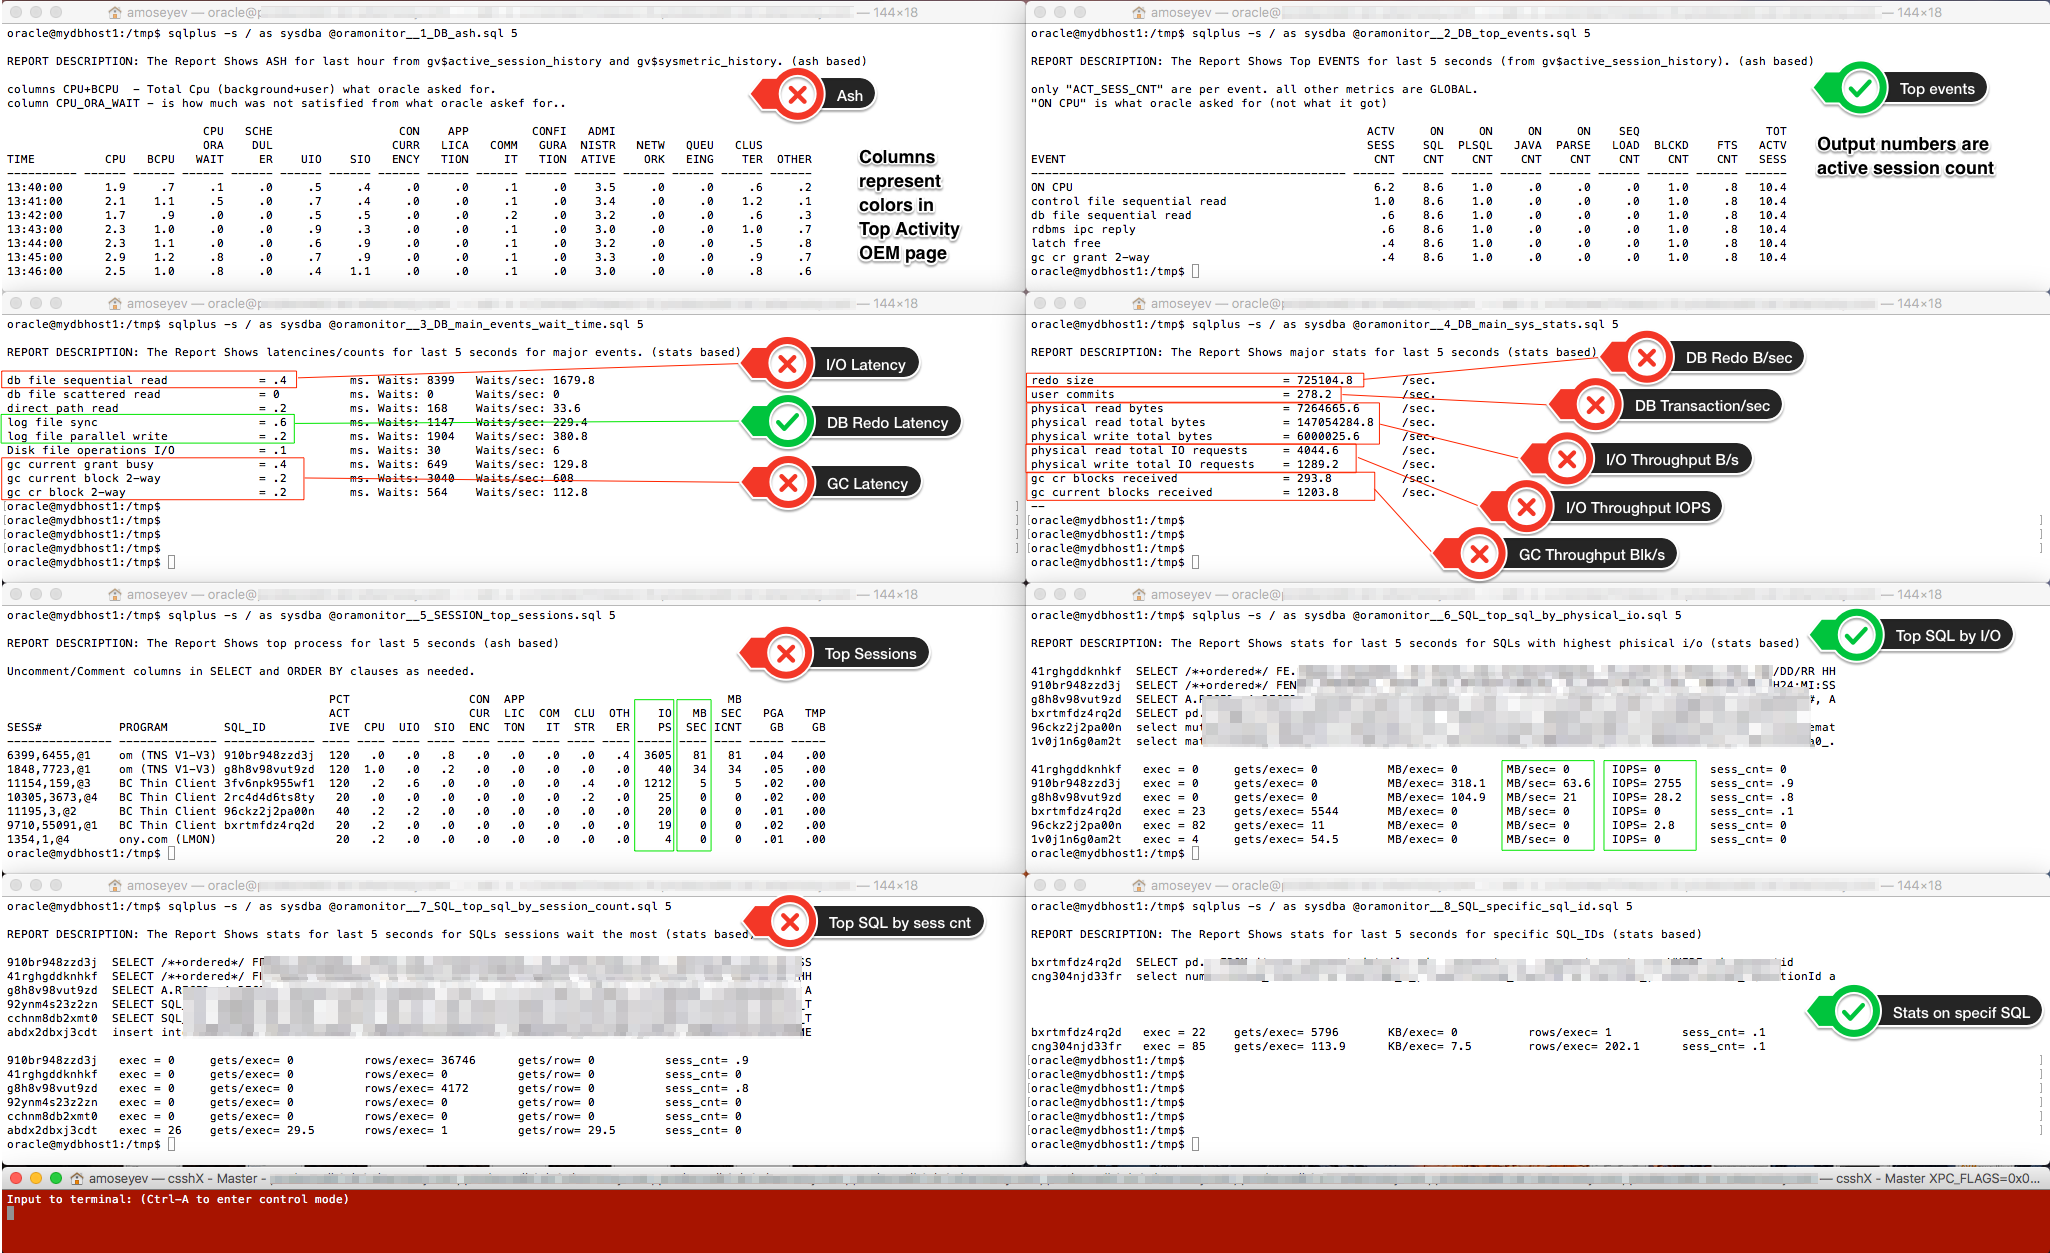 amoseyev — oracle@ — 144×18
oracle@mydbhost1:/tmp$ sqlplus -s / as sysdba @oramonitor__1_DB_ash.sql 5
REPORT DESCRIPTION: The Report Shows ASH for last hour from gv$active_session_history and gv$sysmetric_history. (ash based)
columns CPU+BCPU  - Total Cpu (background+user) what oracle asked for.
column CPU_ORA_WAIT - is how much was not satisfied from what oracle askef for..
Ash
CPU SCHE CON APP CONFI ADMI
ORA DUL CURR LICA COMM GURA NISTR NETW QUEU CLUS
TIME CPU BCPU WAIT ER UIO SIO ENCY TION IT TION ATIVE ORK EING TER OTHER
13:40:00 1.9 .7 .1 .0 .5 .4 .0 .0 .1 .0 3.5 .0 .0 .6 .2
13:41:00 2.1 1.1 .5 .0 .7 .4 .0 .0 .1 .0 3.4 .0 .0 1.2 .1
13:42:00 1.7 .9 .0 .0 .5 .5 .0 .0 .2 .0 3.2 .0 .0 .6 .3
13:43:00 2.3 1.0 .0 .0 .9 .3 .0 .0 .1 .0 3.0 .0 .0 1.0 .7
13:44:00 2.3 1.1 .0 .0 .6 .9 .0 .0 .1 .0 3.2 .0 .0 .5 .8
13:45:00 2.9 1.2 .8 .0 .7 .9 .0 .0 .1 .0 3.3 .0 .0 .9 .7
13:46:00 2.5 1.0 .8 .0 .4 1.1 .0 .0 .1 .0 3.0 .0 .0 .8 .6
Columns
represent
colors in
Top Activity
OEM page
amoseyev — oracle@ — 144×18
oracle@mydbhost1:/tmp$ sqlplus -s / as sysdba @oramonitor__2_DB_top_events.sql 5
REPORT DESCRIPTION: The Report Shows Top EVENTS for last 5 seconds (from gv$active_session_history). (ash based)
only "ACT_SESS_CNT" are per event. all other metrics are GLOBAL.
"ON CPU" is what oracle asked for (not what it got)
Top events
Output numbers are
active session count
ACTV ON ON ON ON SEQ TOT
SESS SQL PLSQL JAVA PARSE LOAD BLCKD FTS ACTV
EVENT CNT CNT CNT CNT CNT CNT CNT CNT SESS
ON CPU 6.2 8.6 1.0 .0 .0 .0 1.0 .8 10.4
control file sequential read 1.0 8.6 1.0 .0 .0 .0 1.0 .8 10.4
db file sequential read .6 8.6 1.0 .0 .0 .0 1.0 .8 10.4
rdbms ipc reply .6 8.6 1.0 .0 .0 .0 1.0 .8 10.4
latch free .4 8.6 1.0 .0 .0 .0 1.0 .8 10.4
gc cr grant 2-way .4 8.6 1.0 .0 .0 .0 1.0 .8 10.4
oracle@mydbhost1:/tmp$
amoseyev — oracle@ — 144×18
oracle@mydbhost1:/tmp$ sqlplus -s / as sysdba @oramonitor__3_DB_main_events_wait_time.sql 5
REPORT DESCRIPTION: The Report Shows latencines/counts for last 5 seconds for major events. (stats based)
db file sequential read = .4 ms. Waits: 8399 Waits/sec: 1679.8
db file scattered read = 0 ms. Waits: 0 Waits/sec: 0
direct path read = .2 ms. Waits: 168 Waits/sec: 33.6
log file sync = .6 ms. Waits: 1147 Waits/sec: 229.4
log file parallel write = .2 ms. Waits: 1904 Waits/sec: 380.8
Disk file operations I/O = .1 ms. Waits: 30 Waits/sec: 6
gc current grant busy = .4 ms. Waits: 649 Waits/sec: 129.8
gc current block 2-way = .2 ms. Waits: 3040 Waits/sec: 608
gc cr block 2-way = .2 ms. Waits: 564 Waits/sec: 112.8
[oracle@mydbhost1:/tmp$ ]
[oracle@mydbhost1:/tmp$ ]
[oracle@mydbhost1:/tmp$ ]
[oracle@mydbhost1:/tmp$ ]
oracle@mydbhost1:/tmp$
I/O Latency
DB Redo Latency
GC Latency
amoseyev — oracle@ — 144×18
oracle@mydbhost1:/tmp$ sqlplus -s / as sysdba @oramonitor__4_DB_main_sys_stats.sql 5
REPORT DESCRIPTION: The Report Shows major stats for last 5 seconds (stats based)
redo size = 725104.8 /sec.
user commits = 278.2 /sec.
physical read bytes = 7264665.6 /sec.
physical read total bytes = 147054284.8 /sec.
physical write total bytes = 6000025.6 /sec.
physical read total IO requests = 4044.6 /sec.
physical write total IO requests = 1289.2 /sec.
gc cr blocks received = 293.8 /sec.
gc current blocks received = 1203.8 /sec.
--
[oracle@mydbhost1:/tmp$ ]
[oracle@mydbhost1:/tmp$ ]
[oracle@mydbhost1:/tmp$ ]
oracle@mydbhost1:/tmp$
DB Redo B/sec
DB Transaction/sec
I/O Throughput B/s
I/O Throughput IOPS
GC Throughput Blk/s
amoseyev — oracle@ — 144×18
oracle@mydbhost1:/tmp$ sqlplus -s / as sysdba @oramonitor__5_SESSION_top_sessions.sql 5
REPORT DESCRIPTION: The Report Shows top process for last 5 seconds (ash based)
Uncomment/Comment columns in SELECT and ORDER BY clauses as needed.
Top Sessions
PCT CON APP MB
ACT CUR LIC COM CLU OTH IO MB SEC PGA TMP
SESS# PROGRAM SQL_ID IVE CPU UIO SIO ENC TON IT STR ER PS SEC ICNT GB GB
6399,6455,@1 om (TNS V1-V3) 910br948zzd3j 120 .0 .0 .8 .0 .0 .0 .0 .4 3605 81 81 .04 .00
1848,7723,@1 om (TNS V1-V3) g8h8v98vut9zd 120 1.0 .0 .2 .0 .0 .0 .0 .0 40 34 34 .05 .00
11154,159,@3 BC Thin Client 3fv6npk955wf1 120 .2 .6 .0 .0 .0 .0 .4 .0 1212 5 5 .02 .00
10305,3673,@4 BC Thin Client 2rc4d4d6ts8ty 20 .0 .0 .0 .0 .0 .0 .2 .0 25 0 0 .02 .00
11195,3,@2 BC Thin Client 96ckz2j2pa00n 40 .2 .2 .0 .0 .0 .0 .0 .0 20 0 0 .01 .00
9710,55091,@1 BC Thin Client bxrtmfdz4rq2d 20 .2 .0 .0 .0 .0 .0 .0 .0 19 0 0 .02 .00
1354,1,@4 ony.com (LMON) 20 .2 .0 .0 .0 .0 .0 .0 .0 4 0 0 .01 .00
oracle@mydbhost1:/tmp$
amoseyev — oracle@ — 144×18
oracle@mydbhost1:/tmp$ sqlplus -s / as sysdba @oramonitor__6_SQL_top_sql_by_physical_io.sql 5
REPORT DESCRIPTION: The Report Shows stats for last 5 seconds for SQLs with highest phisical i/o (stats based)
Top SQL by I/O
41rghgddknhkf SELECT /*+ordered*/ FE. /DD/RR HH
910br948zzd3j SELECT /*+ordered*/ FEN H24:MI:SS
g8h8v98vut9zd SELECT #, A
bxrtmfdz4rq2d SELECT pd.
96ckz2j2pa00n select mut emat
1v0j1n6g0am2t select mat a0_.
41rghgddknhkf exec = 0 gets/exec= 0 MB/exec= 0 MB/sec= 0 IOPS= 0 sess_cnt= 0
910br948zzd3j exec = 0 gets/exec= 0 MB/exec= 318.1 MB/sec= 63.6 IOPS= 2755 sess_cnt= .9
g8h8v98vut9zd exec = 0 gets/exec= 0 MB/exec= 104.9 MB/sec= 21 IOPS= 28.2 sess_cnt= .8
bxrtmfdz4rq2d exec = 23 gets/exec= 5544 MB/exec= 0 MB/sec= 0 IOPS= 0 sess_cnt= .1
96ckz2j2pa00n exec = 82 gets/exec= 11 MB/exec= 0 MB/sec= 0 IOPS= 2.8 sess_cnt= 0
1v0j1n6g0am2t exec = 4 gets/exec= 54.5 MB/exec= 0 MB/sec= 0 IOPS= 0 sess_cnt= 0
oracle@mydbhost1:/tmp$
amoseyev — oracle@ — 144×18
oracle@mydbhost1:/tmp$ sqlplus -s / as sysdba @oramonitor__7_SQL_top_sql_by_session_count.sql 5
REPORT DESCRIPTION: The Report Shows stats for last 5 seconds for SQLs sessions wait the most (stats based)
Top SQL by sess cnt
910br948zzd3j SELECT /*+ordered*/ SS
41rghgddknhkf SELECT /*+ordered*/ HH
g8h8v98vut9zd SELECT A
92ynm4s23z2zn SELECT SQL_ T
cchnm8db2xmt0 SELECT SQL_ T
abdx2dbxj3cdt insert int ME
910br948zzd3j exec = 0 gets/exec= 0 rows/exec= 36746 gets/row= 0 sess_cnt= .9
41rghgddknhkf exec = 0 gets/exec= 0 rows/exec= 0 gets/row= 0 sess_cnt= 0
g8h8v98vut9zd exec = 0 gets/exec= 0 rows/exec= 4172 gets/row= 0 sess_cnt= .8
92ynm4s23z2zn exec = 0 gets/exec= 0 rows/exec= 0 gets/row= 0 sess_cnt= 0
cchnm8db2xmt0 exec = 0 gets/exec= 0 rows/exec= 0 gets/row= 0 sess_cnt= 0
abdx2dbxj3cdt exec = 26 gets/exec= 29.5 rows/exec= 1 gets/row= 29.5 sess_cnt= 0
oracle@mydbhost1:/tmp$
amoseyev — oracle@ — 144×18
oracle@mydbhost1:/tmp$ sqlplus -s / as sysdba @oramonitor__8_SQL_specific_sql_id.sql 5
REPORT DESCRIPTION: The Report Shows stats for last 5 seconds for specific SQL_IDs (stats based)
bxrtmfdz4rq2d SELECT pd. tid
cng304njd33fr select num tionId a
Stats on specif SQL
bxrtmfdz4rq2d exec = 22 gets/exec= 5796 KB/exec= 0 rows/exec= 1 sess_cnt= .1
cng304njd33fr exec = 85 gets/exec= 113.9 KB/exec= 7.5 rows/exec= 202.1 sess_cnt= .1
[oracle@mydbhost1:/tmp$ ]
[oracle@mydbhost1:/tmp$ ]
[oracle@mydbhost1:/tmp$ ]
[oracle@mydbhost1:/tmp$ ]
[oracle@mydbhost1:/tmp$ ]
[oracle@mydbhost1:/tmp$ ]
oracle@mydbhost1:/tmp$
amoseyev — csshX - Master - — csshX - Master XPC_FLAGS=0x0...
Input to terminal: (Ctrl-A to enter control mode)